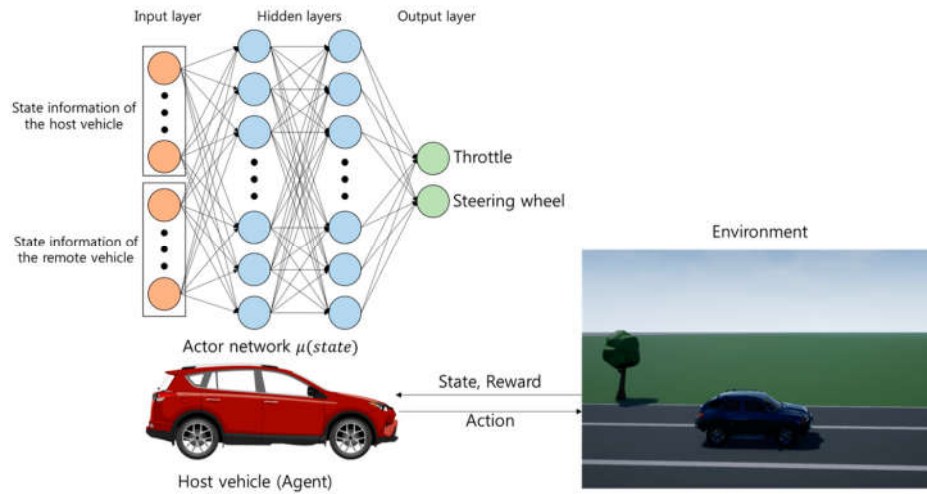 Input layer
Hidden layers
Output layer
State information of
the host vehicle
Throttle
Steering wheel
State information of
the remote vehicle
Environment
Actor network μ(state)
State, Reward
Action
Host vehicle (Agent)